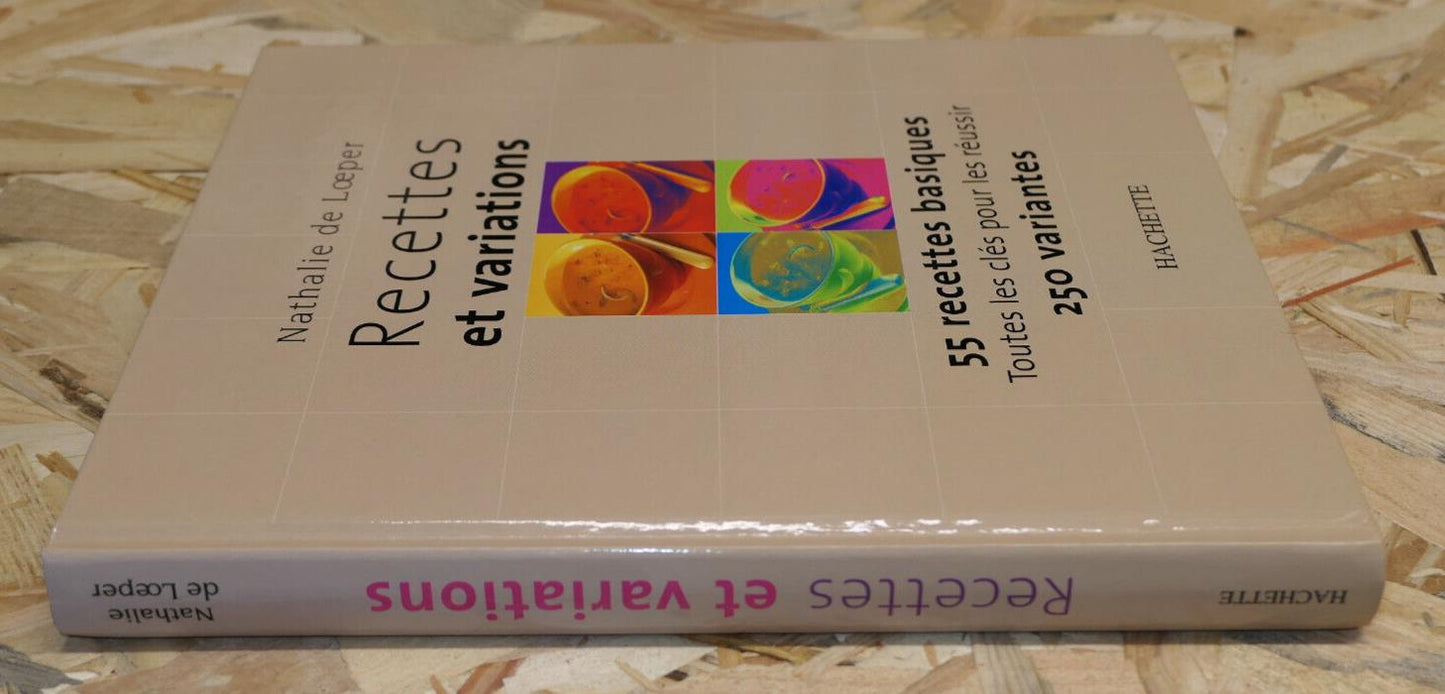 Nathalie de Lœper
Recettes
et variations
55 recettes basiques
Toutes les clés pour les réussir
250 variantes
HACHETTE
HACHETTE
Recettes et variations
Nathalie
de Lœper